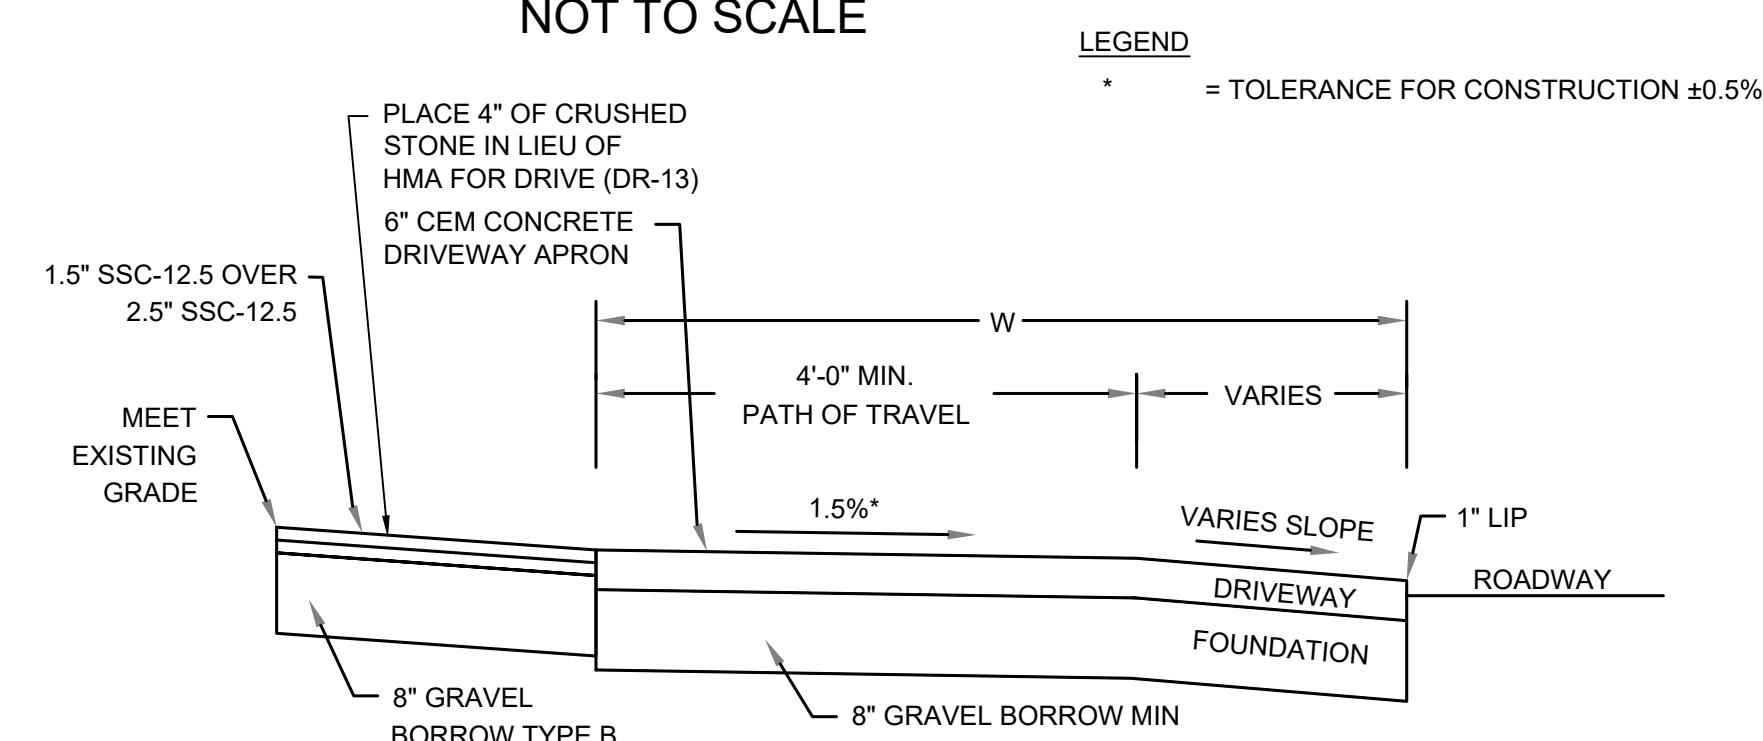 NOT TO SCALE
LEGEND
* = TOLERANCE FOR CONSTRUCTION ±0.5%
PLACE 4" OF CRUSHED
STONE IN LIEU OF
HMA FOR DRIVE (DR-13)
6" CEM CONCRETE
DRIVEWAY APRON
1.5" SSC-12.5 OVER
2.5" SSC-12.5
W
4'-0" MIN.
PATH OF TRAVEL
VARIES
MEET
EXISTING
GRADE
1.5%*
VARIES SLOPE
1" LIP
ROADWAY
DRIVEWAY
FOUNDATION
8" GRAVEL
BORROW TYPE B
8" GRAVEL BORROW MIN